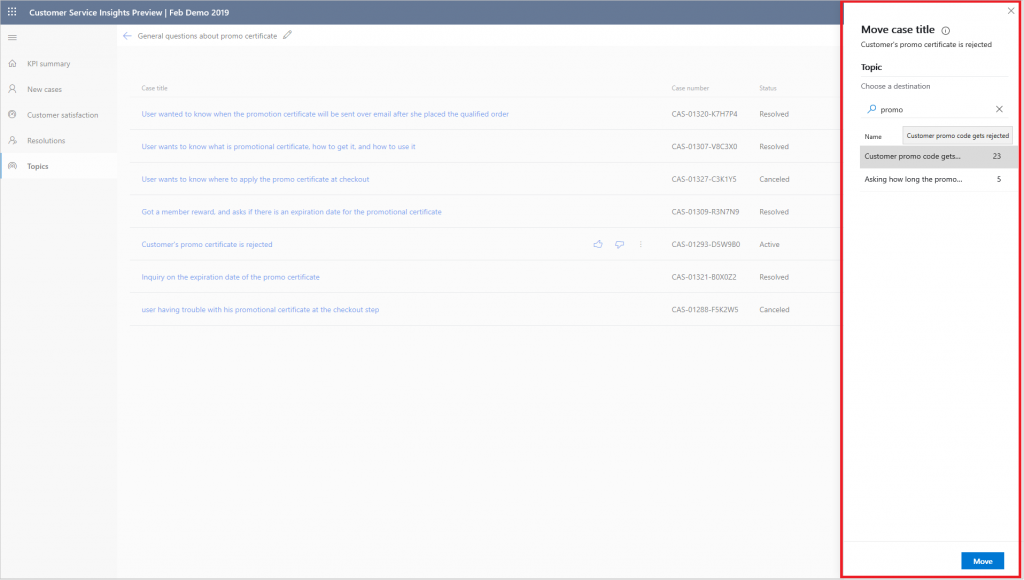 Customer Service Insights Preview | Feb Demo 2019
KPI summary
New cases
Customer satisfaction
Resolutions
Topics
General questions about promo certificate
Case title Case number Status
User wanted to know when the promotion certificate will be sent over email after she placed the qualified order CAS-01320-K7H7P4 Resolved
User wants to know what is promotional certificate, how to get it, and how to use it CAS-01307-V8C3X0 Resolved
User wants to know where to apply the promo certificate at checkout CAS-01327-C3K1Y5 Canceled
Got a member reward, and asks if there is an expiration date for the promotional certificate CAS-01309-R3N7N9 Resolved
Customer's promo certificate is rejected CAS-01293-D5W9B0 Active
Inquiry on the expiration date of the promo certificate CAS-01321-B0X0Z2 Resolved
user having trouble with his promotional certificate at the checkout step CAS-01288-F5K2W5 Canceled
Move case title
Customer's promo certificate is rejected
Topic
Choose a destination
promo
Name
Customer promo code gets rejected
Customer promo code gets... 23
Asking how long the promo... 5
Move